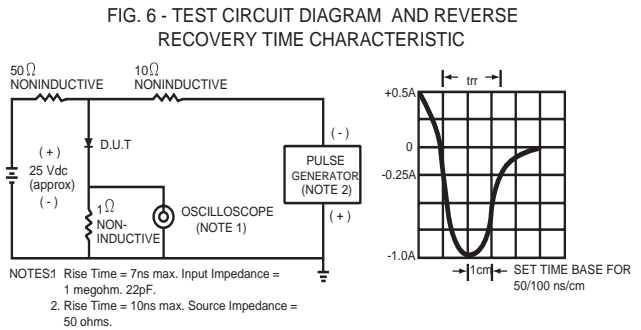 FIG. 6 - TEST CIRCUIT DIAGRAM AND REVERSE
RECOVERY TIME CHARACTERISTIC
50Ω
NONINDUCTIVE
10Ω
NONINDUCTIVE
D.U.T
( + )
25 Vdc
(approx)
( - )
1Ω
NON-
INDUCTIVE
OSCILLOSCOPE
(NOTE 1)
( - )
PULSE
GENERATOR
(NOTE 2)
( + )
trr
+0.5A
0
-0.25A
-1.0A
1cm
SET TIME BASE FOR
50/100 ns/cm
NOTES:1 Rise Time = 7ns max. Input Impedance =
1 megohm. 22pF.
2. Rise Time = 10ns max. Source Impedance =
50 ohms.